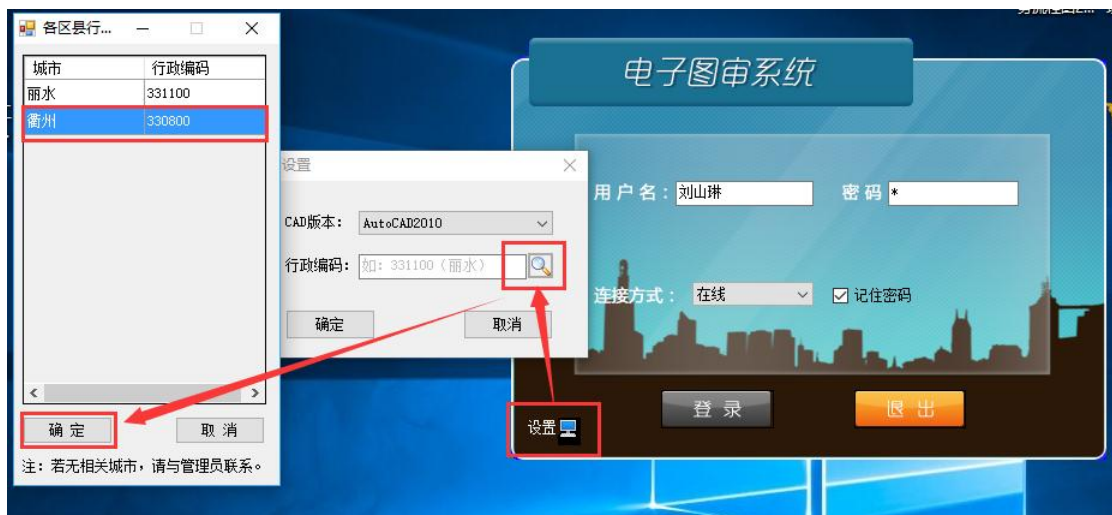 各区县行...
城市 行政编码
丽水 331100
衢州 330800
确 定 取 消
注: 若无相关城市,请与管理员联系。
设置
CAD版本: AutoCAD2010
行政编码: 如: 331100(丽水)
确定 取消
电子图审系统
用 户 名: 刘山琳 密 码 *
连接方式: 在线 记住密码
登 录 退 出
设置